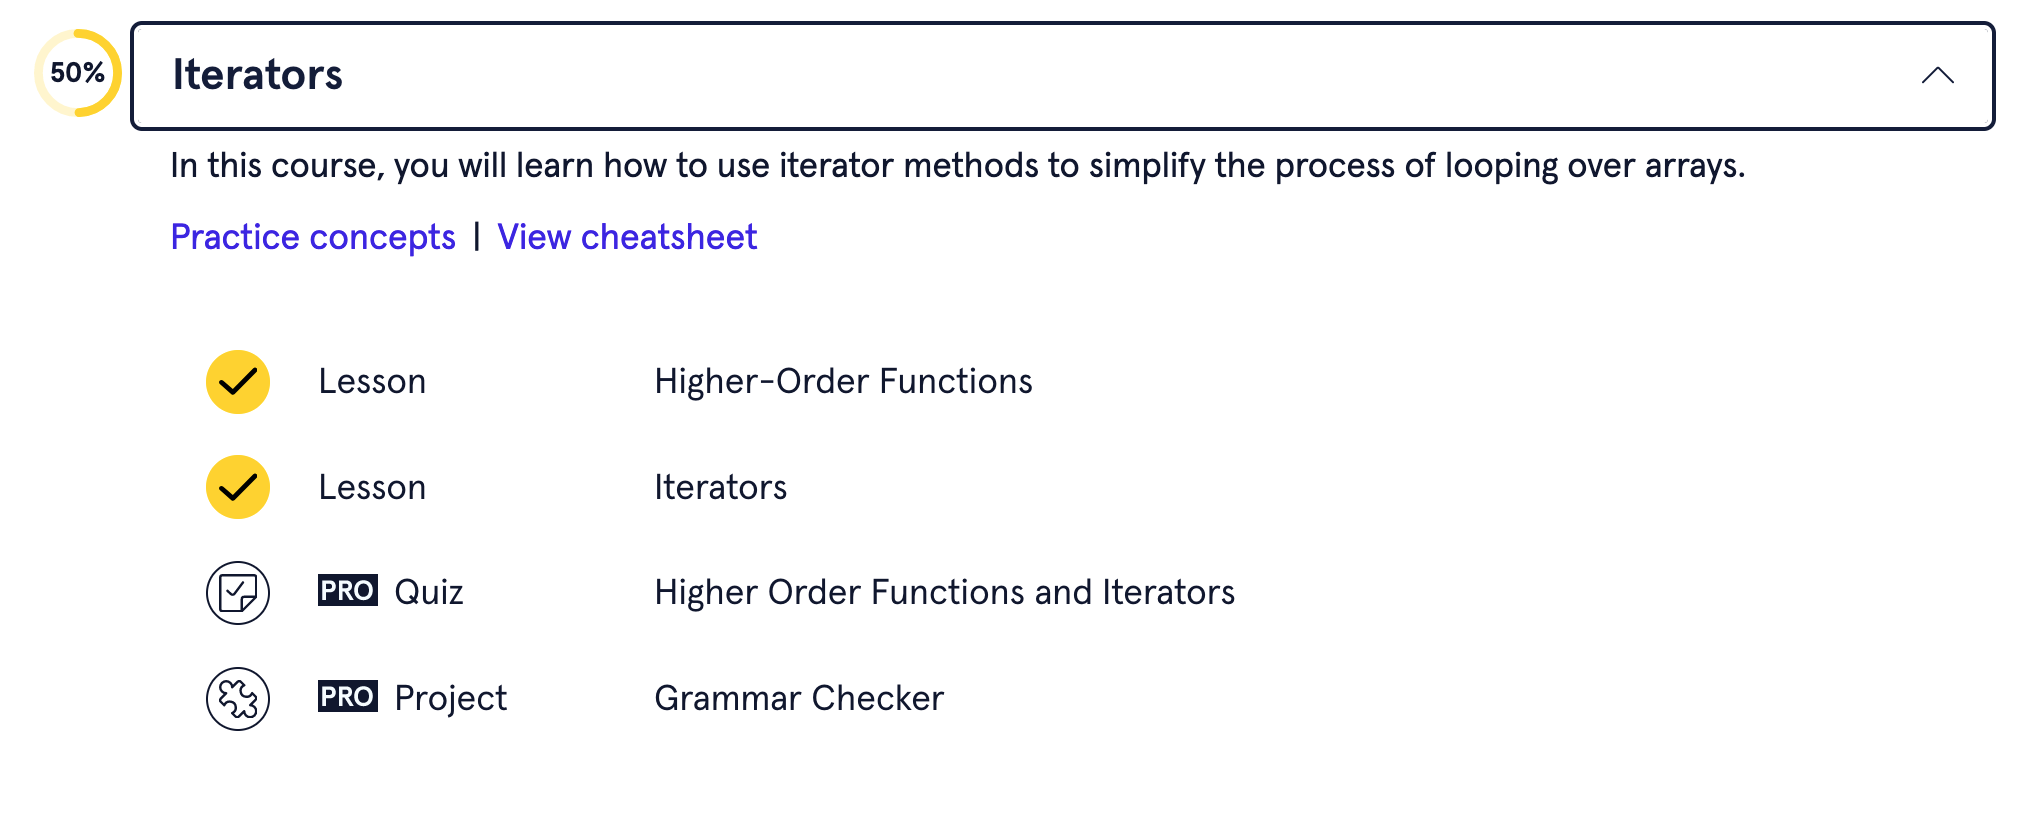 50%
Iterators
In this course, you will learn how to use iterator methods to simplify the process of looping over arrays.
Practice concepts | View cheatsheet
Lesson Higher-Order Functions
Lesson Iterators
PRO Quiz Higher Order Functions and Iterators
PRO Project Grammar Checker